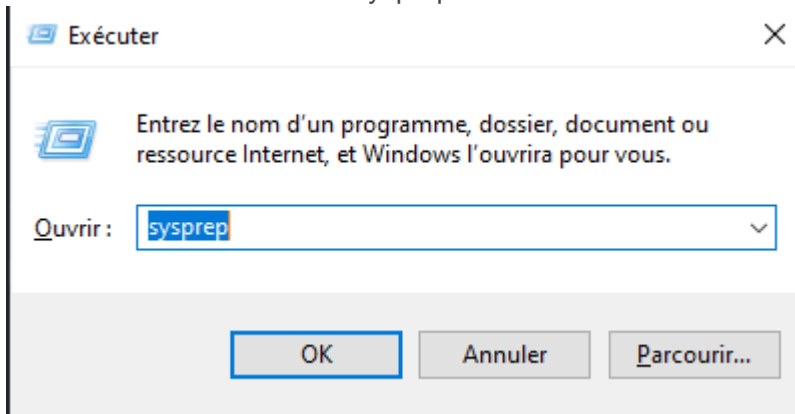 Exécuter
Entrez le nom d'un programme, dossier, document ou
ressource Internet, et Windows l'ouvrira pour vous.
Ouvrir : sysprep
OK Annuler Parcourir...